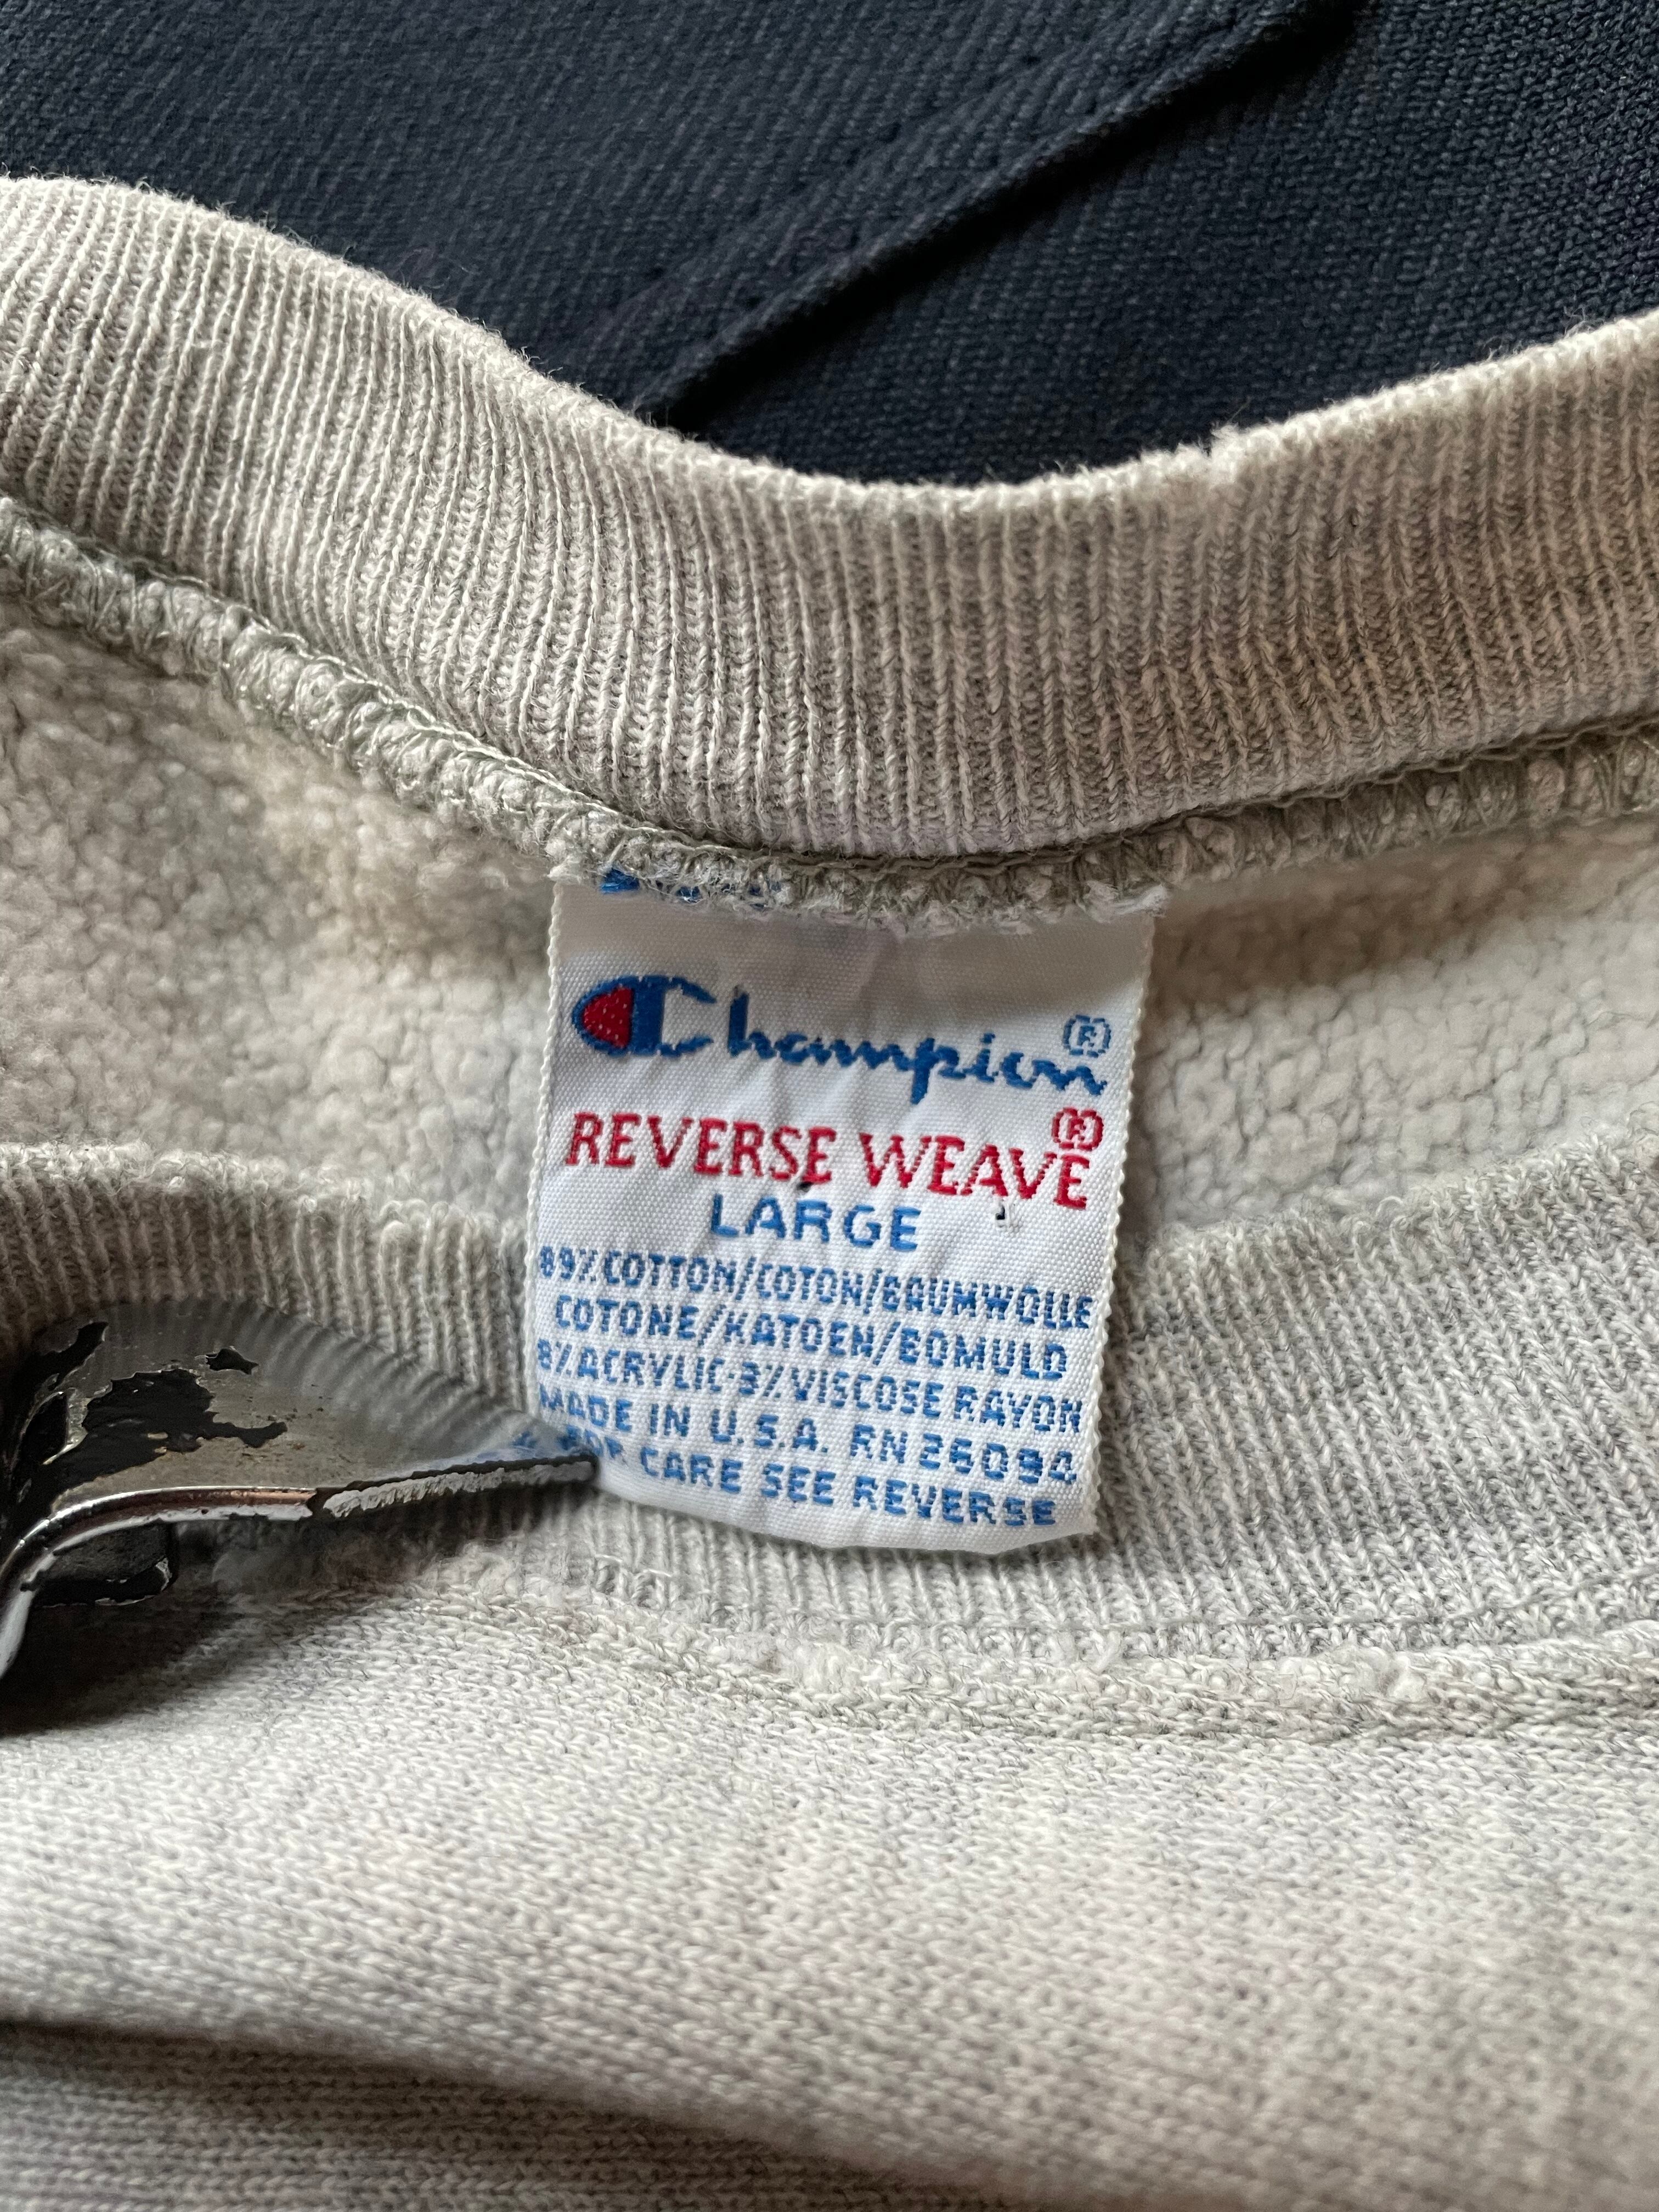 Champion®
REVERSE WEAVE®
LARGE
89% COTTON/COTON/BAUMWOLLE
COTONE/KATOEN/BOMULD
8% ACRYLIC-3% VISCOSE RAYON
MADE IN U.S.A. RN 26094
FOR CARE SEE REVERSE